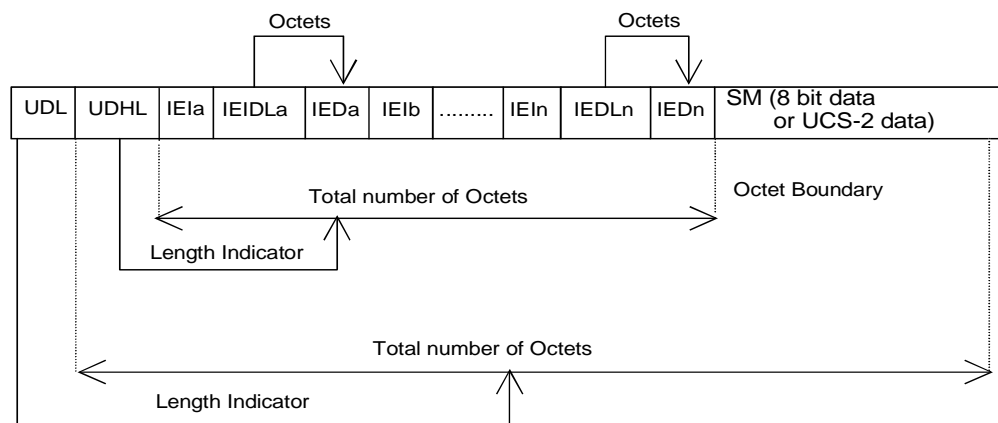 Octets Octets
UDL UDHL IEIa IEIDLa IEDa IEIb ......... IEIn IEDLn IEDn SM (8 bit data
or UCS-2 data)
Octet Boundary
Total number of Octets
Length Indicator
Total number of Octets
Length Indicator